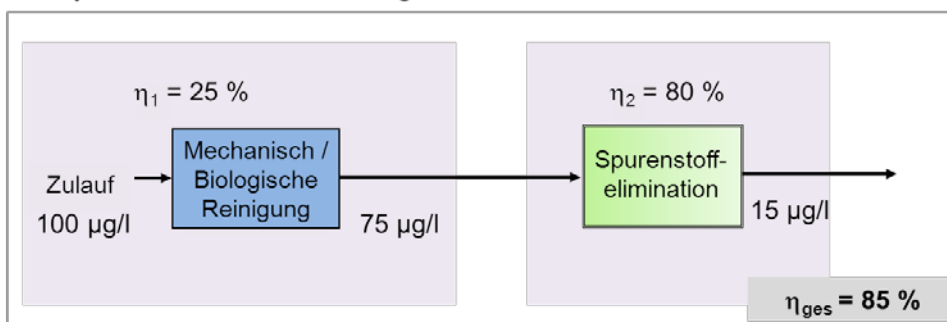 η₁ = 25 %
η₂ = 80 %
Mechanisch /
Biologische
Reinigung
Spurenstoff-
elimination
Zulauf
100 µg/l
75 µg/l
15 µg/l
ηges = 85 %